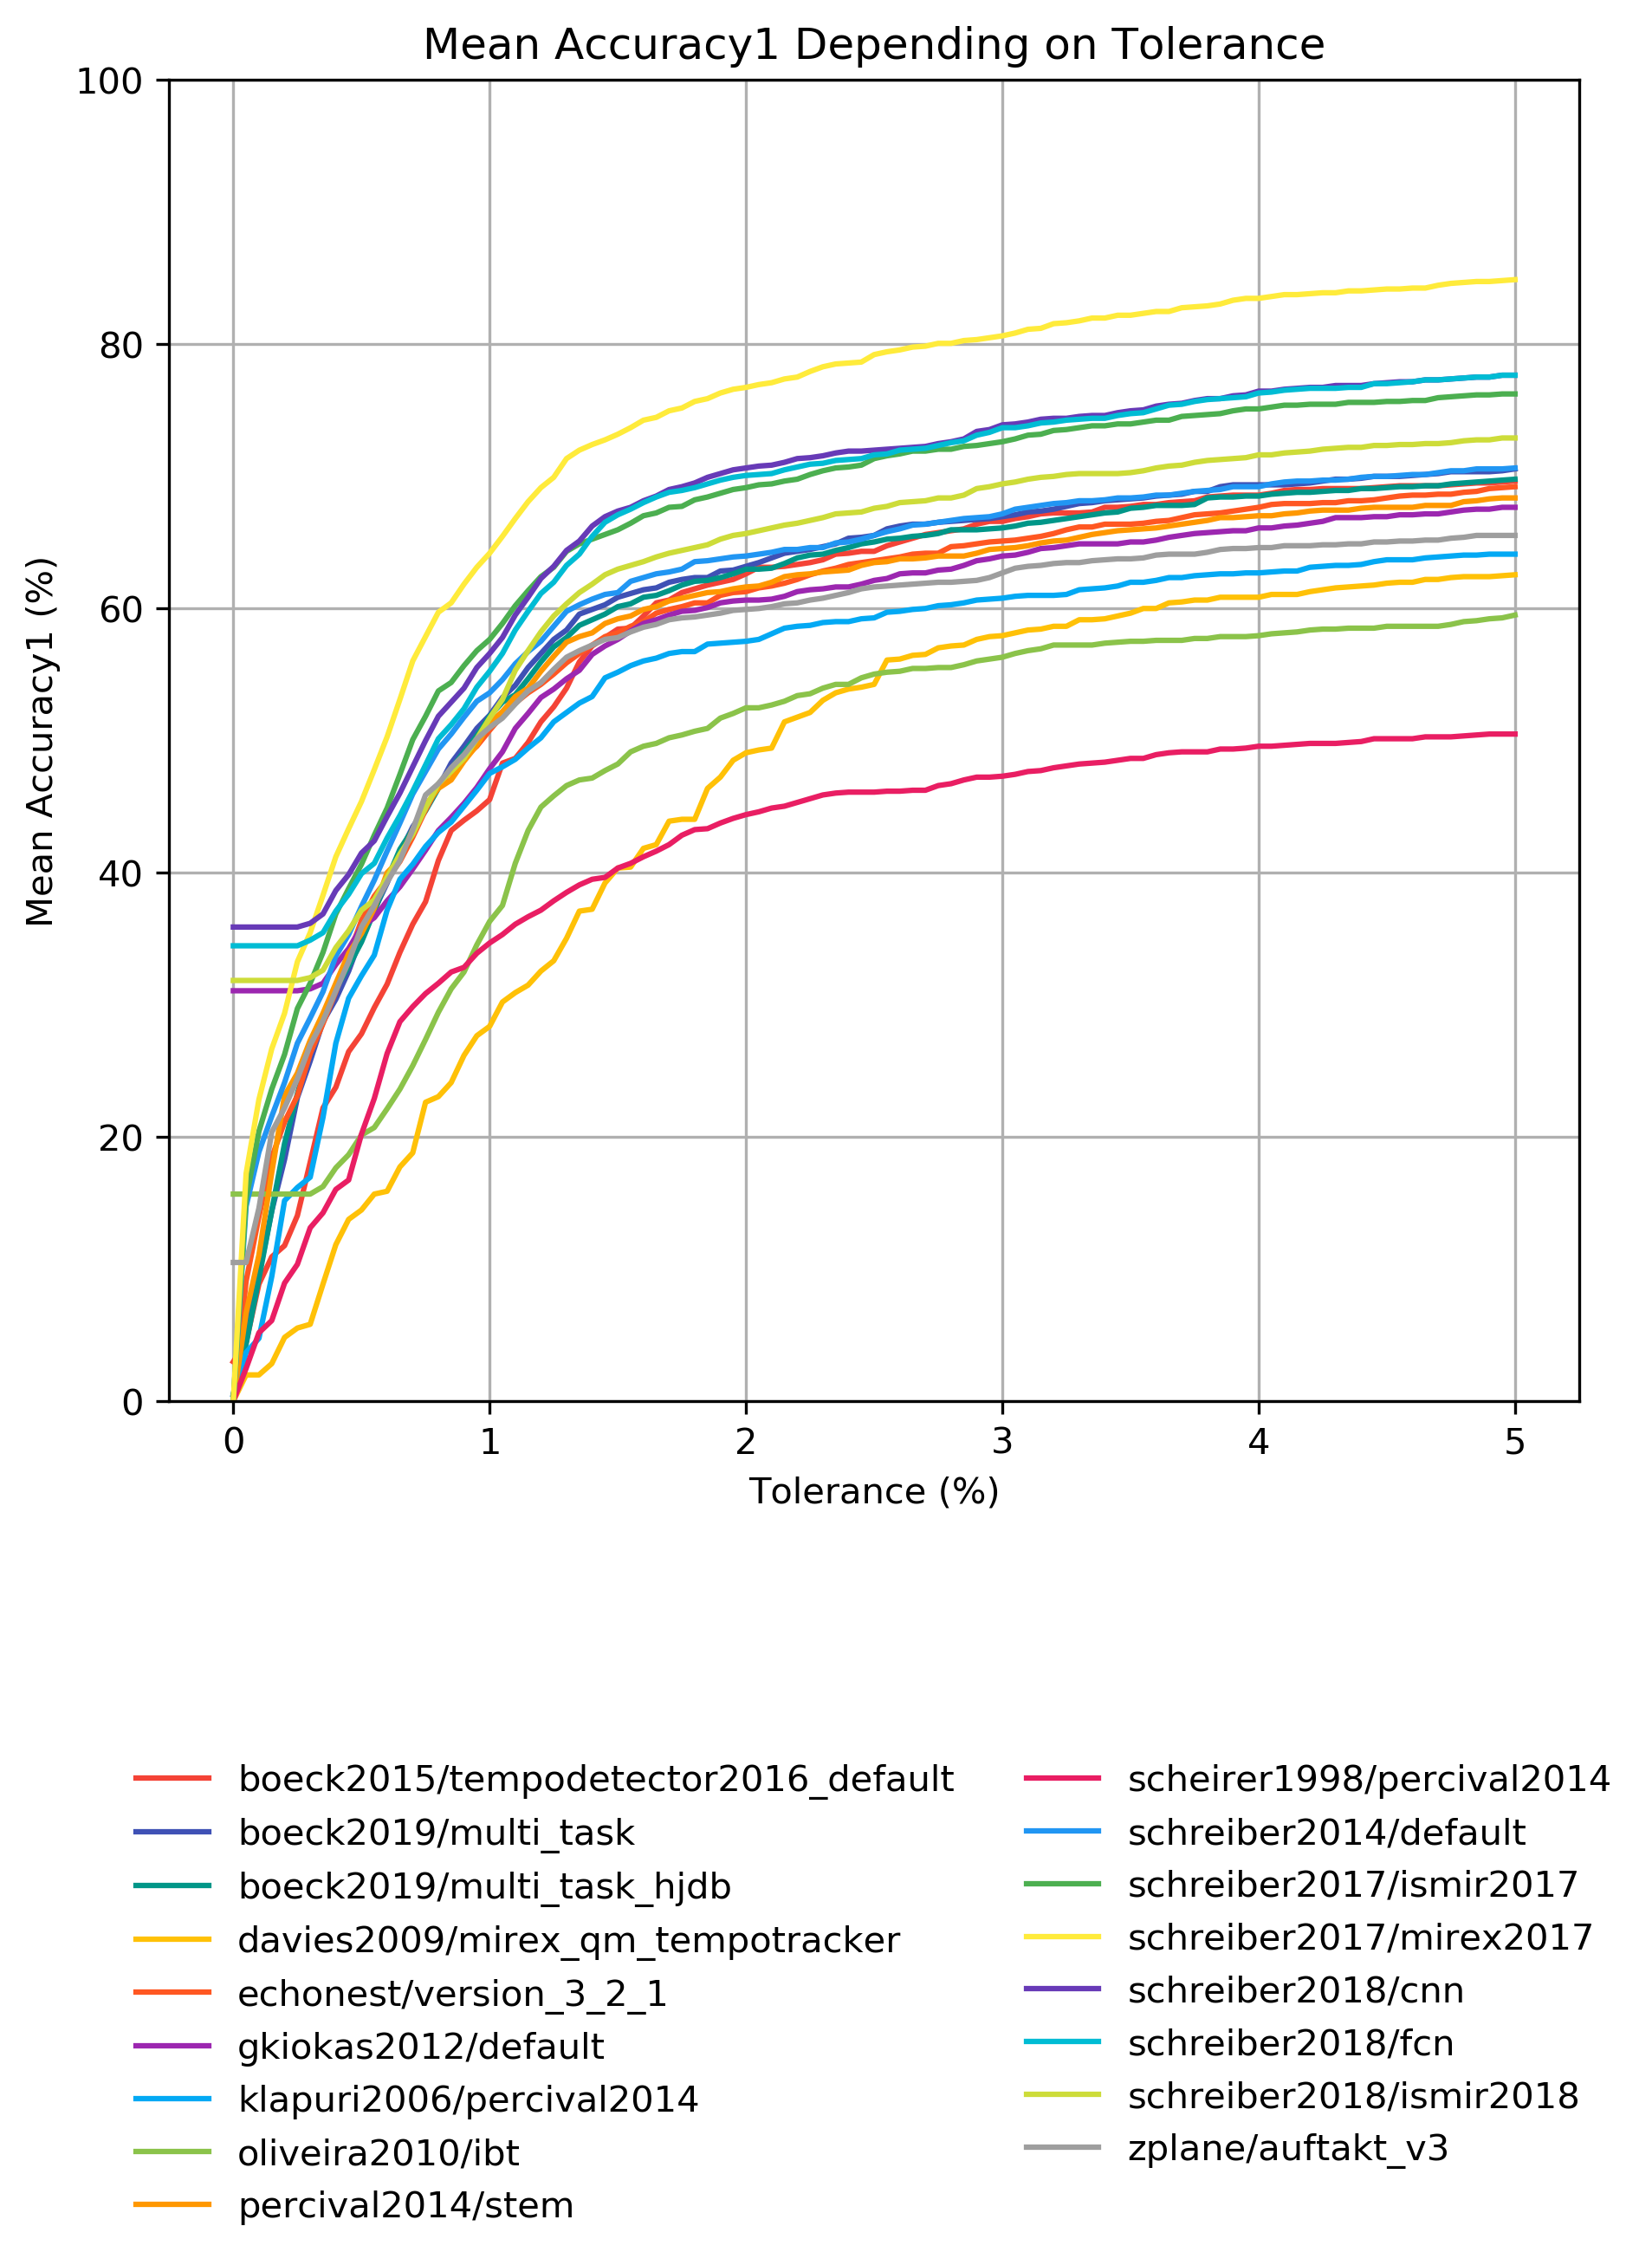 Mean Accuracy1 Depending on Tolerance
100
80
60
40
20
0
Mean Accuracy1 (%)
0 1 2 3 4 5
Tolerance (%)
boeck2015/tempodetector2016_default
boeck2019/multi_task
boeck2019/multi_task_hjdb
davies2009/mirex_qm_tempotracker
echonest/version_3_2_1
gkiokas2012/default
klapuri2006/percival2014
oliveira2010/ibt
percival2014/stem
scheirer1998/percival2014
schreiber2014/default
schreiber2017/ismir2017
schreiber2017/mirex2017
schreiber2018/cnn
schreiber2018/fcn
schreiber2018/ismir2018
zplane/auftakt_v3